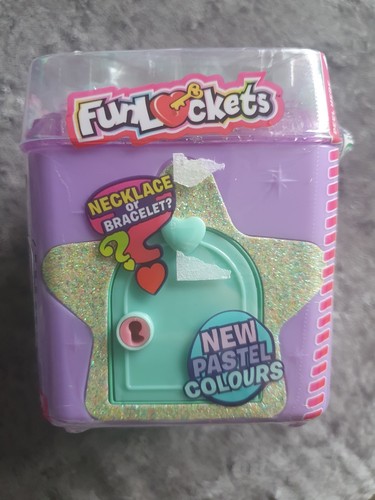 FunLockets
NECKLACE
or
BRACELET?
NEW
PASTEL
COLOURS